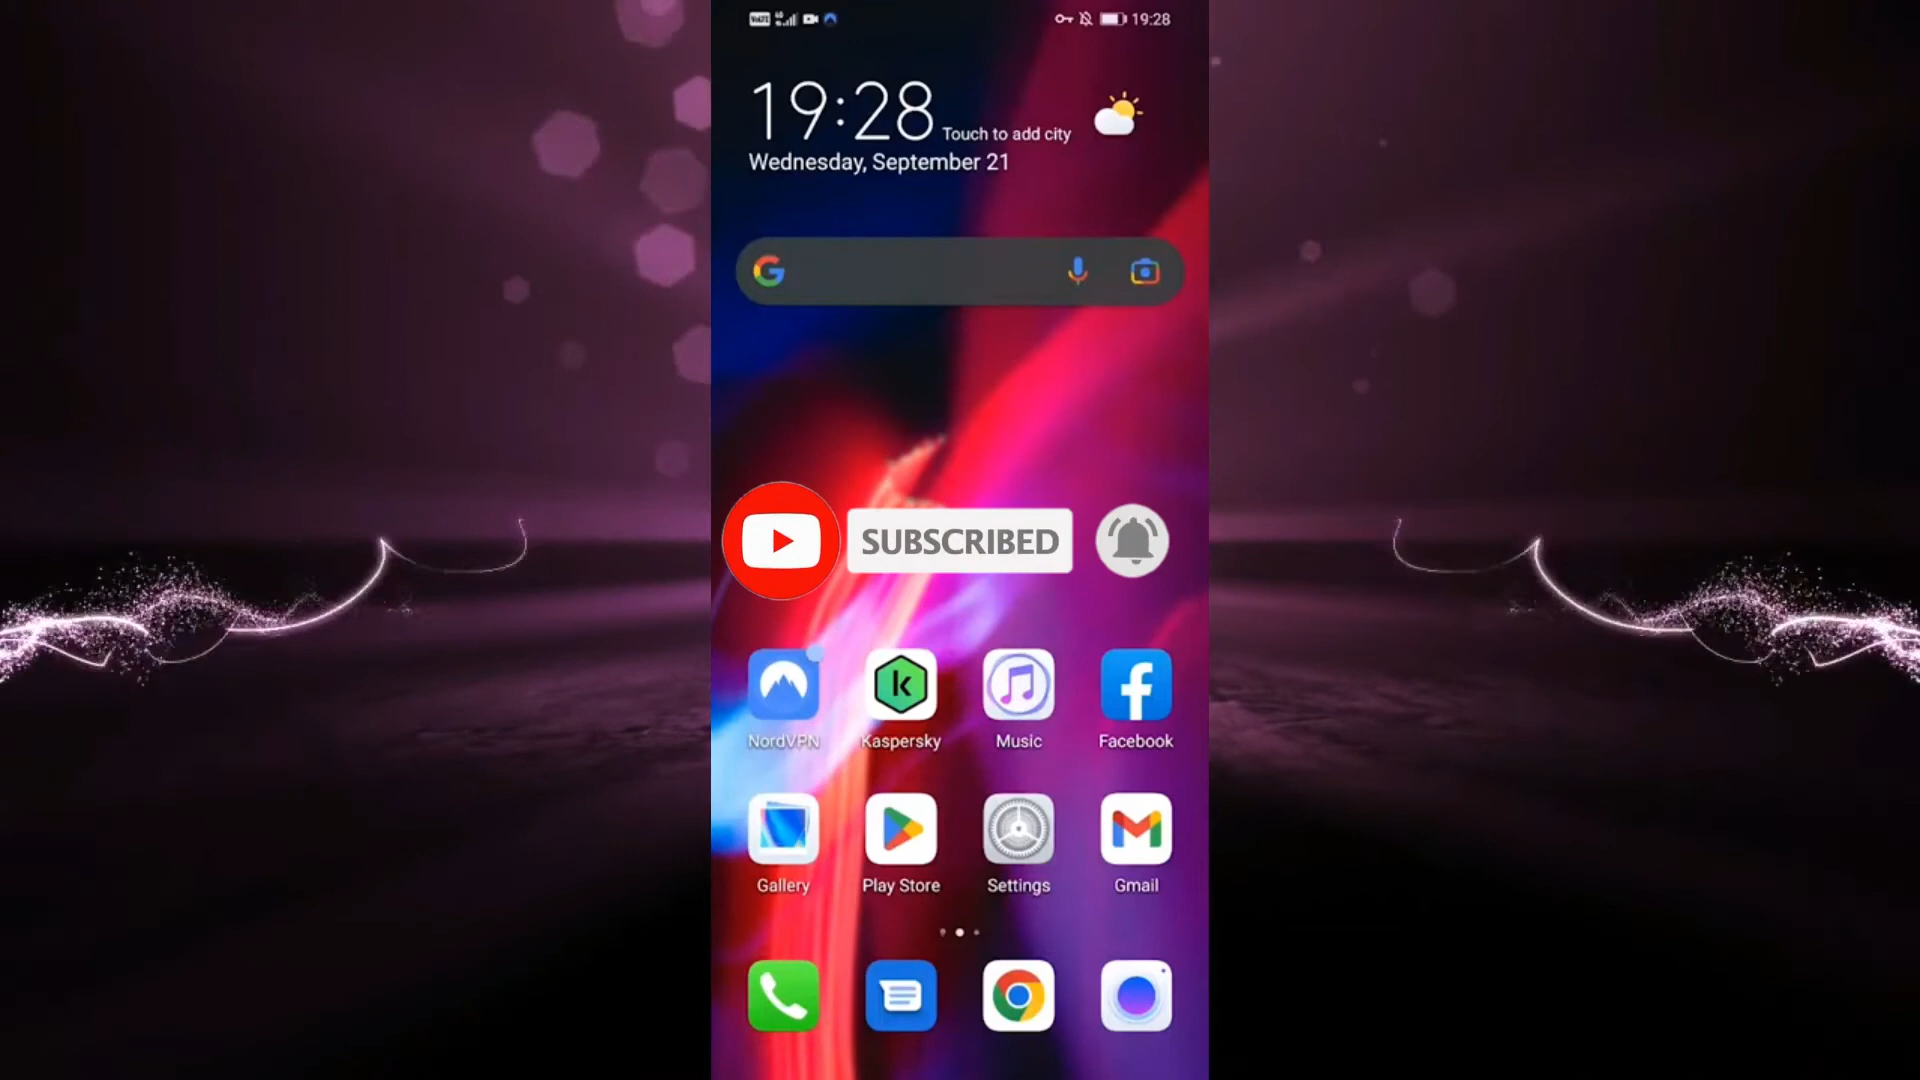 VoLTE 19:28
19:28 Touch to add city
Wednesday, September 21
SUBSCRIBED
NordVPN Kaspersky Music Facebook
Gallery Play Store Settings Gmail